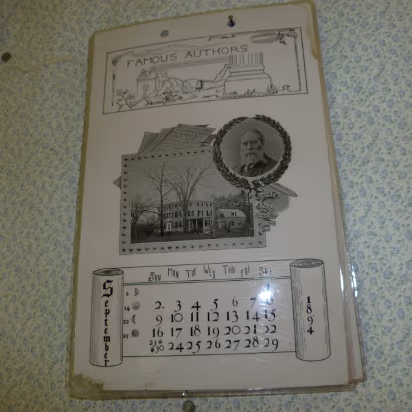 FAMOUS AUTHORS
September
SUN MON TUE WED THU FRI SAT
1
2 3 4 5 6 7 8
9 10 11 12 13 14 15
16 17 18 19 20 21 22
23/30 24 25 26 27 28 29
1894